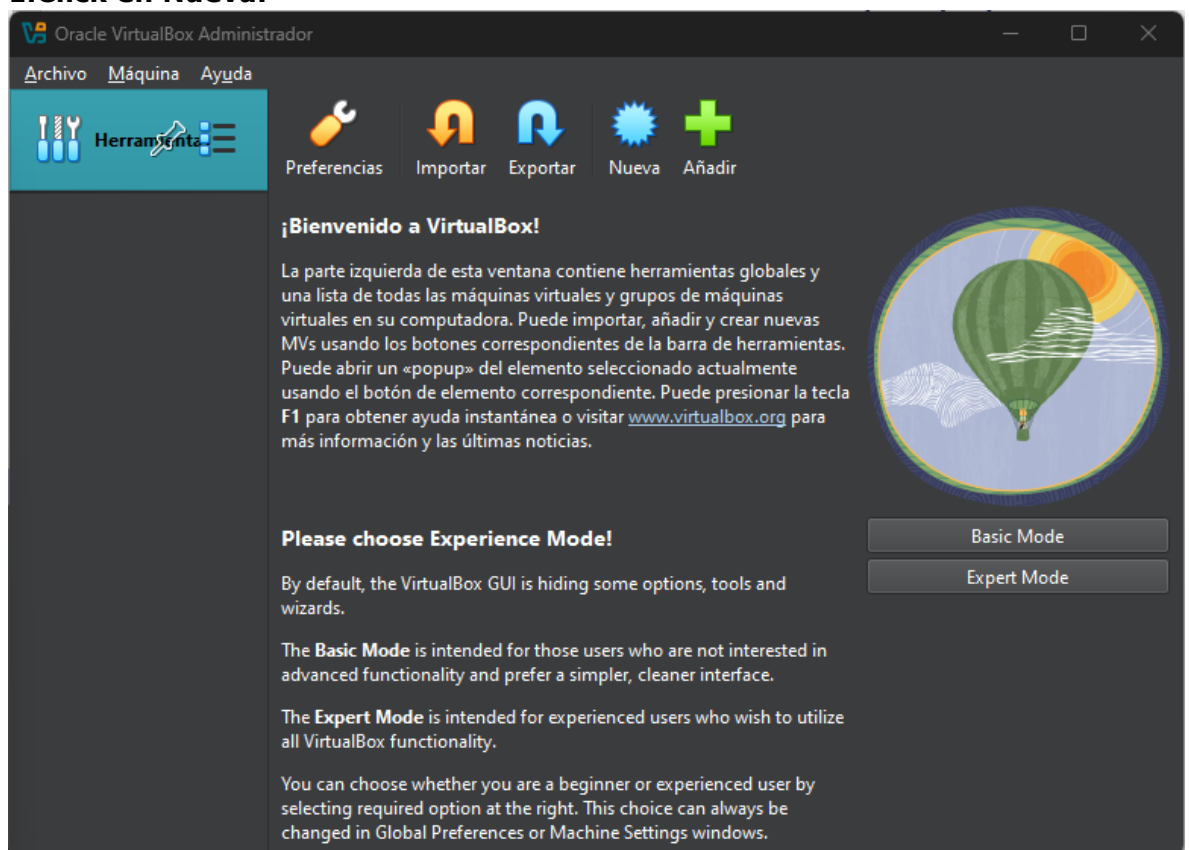 1.Click en Nueva:
Oracle VirtualBox Administrador
Archivo Máquina Ayuda
Herramienta
Preferencias Importar Exportar Nueva Añadir
¡Bienvenido a VirtualBox!
La parte izquierda de esta ventana contiene herramientas globales y
una lista de todas las máquinas virtuales y grupos de máquinas
virtuales en su computadora. Puede importar, añadir y crear nuevas
MVs usando los botones correspondientes de la barra de herramientas.
Puede abrir un «popup» del elemento seleccionado actualmente
usando el botón de elemento correspondiente. Puede presionar la tecla
F1 para obtener ayuda instantánea o visitar www.virtualbox.org para
más información y las últimas noticias.
Please choose Experience Mode!
By default, the VirtualBox GUI is hiding some options, tools and
wizards.
The Basic Mode is intended for those users who are not interested in
advanced functionality and prefer a simpler, cleaner interface.
The Expert Mode is intended for experienced users who wish to utilize
all VirtualBox functionality.
You can choose whether you are a beginner or experienced user by
selecting required option at the right. This choice can always be
changed in Global Preferences or Machine Settings windows.
Basic Mode
Expert Mode